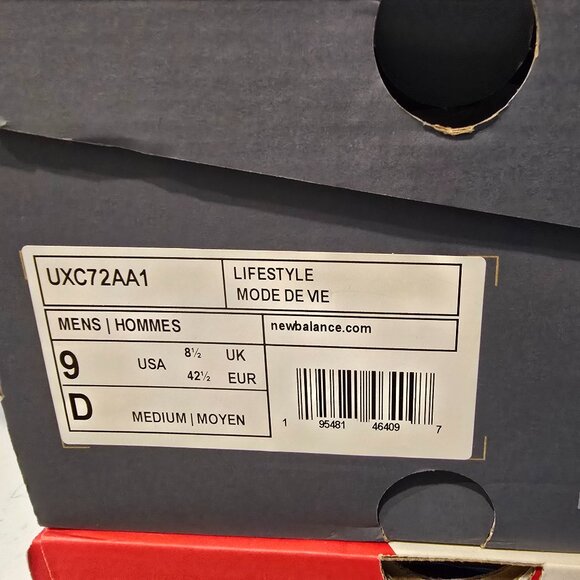 UXC72AA1
LIFESTYLE
MODE DE VIE
MENS | HOMMES
newbalance.com
9 USA 8½ UK
42½ EUR
D MEDIUM | MOYEN
1 95481 46409 7